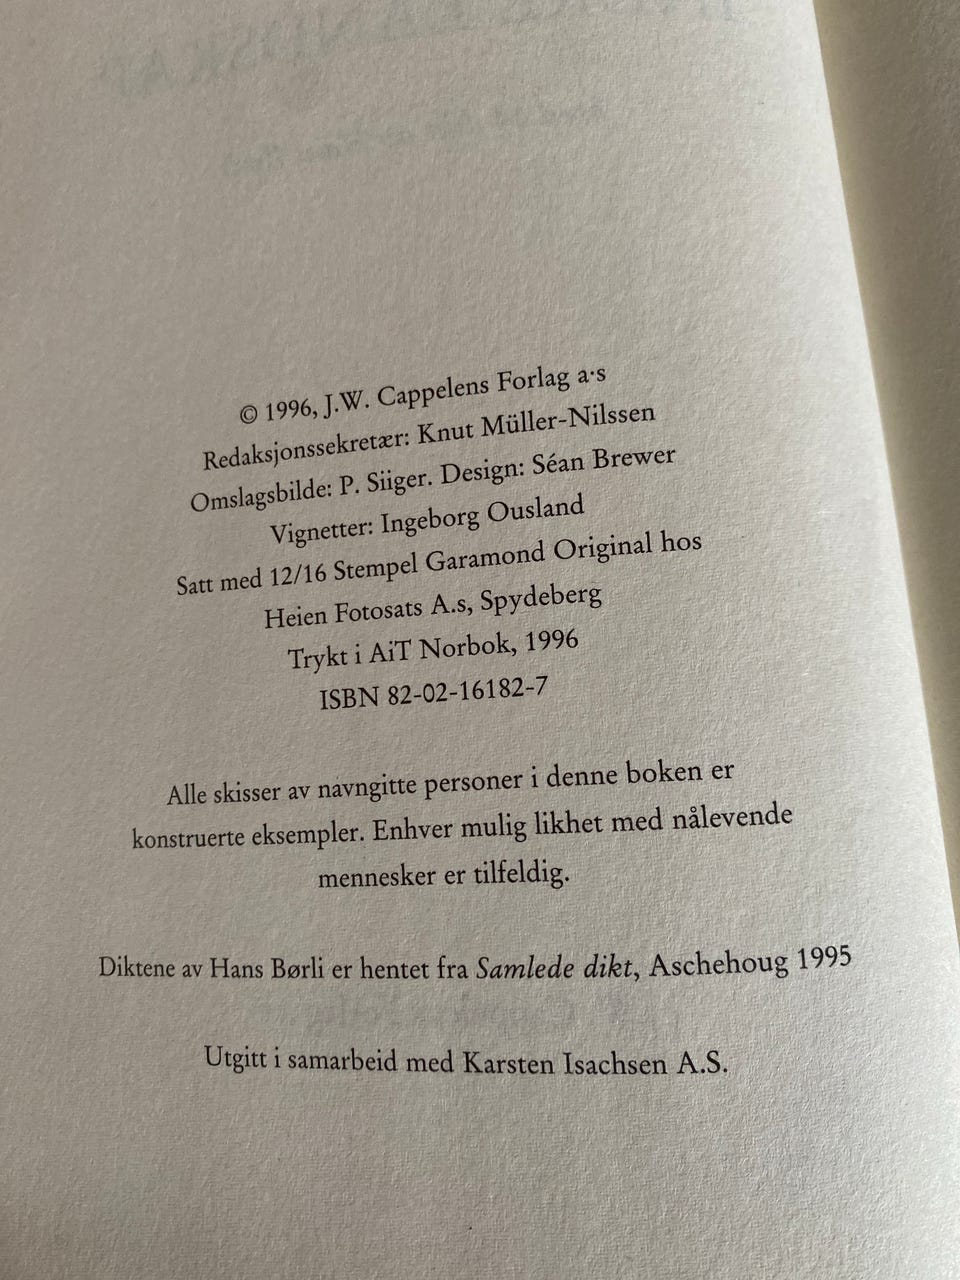 © 1996, J.W. Cappelens Forlag a·s
Redaksjonssekretær: Knut Müller-Nilssen
Omslagsbilde: P. Siiger. Design: Séan Brewer
Vignetter: Ingeborg Ousland
Satt med 12/16 Stempel Garamond Original hos
Heien Fotosats A.s, Spydeberg
Trykt i AiT Norbok, 1996
ISBN 82-02-16182-7
Alle skisser av navngitte personer i denne boken er
konstruerte eksempler. Enhver mulig likhet med nålevende
mennesker er tilfeldig.
Diktene av Hans Børli er hentet fra Samlede dikt, Aschehoug 1995
Utgitt i samarbeid med Karsten Isachsen A.S.